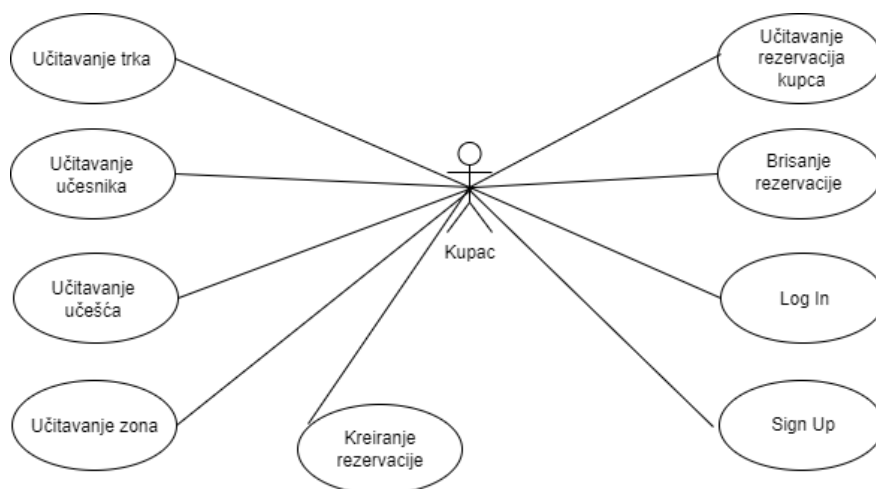 Učitavanje trka
Učitavanje
učesnika
Učitavanje
učešća
Učitavanje zona
Kreiranje
rezervacije
Kupac
Učitavanje
rezervacija
kupca
Brisanje
rezervacije
Log In
Sign Up